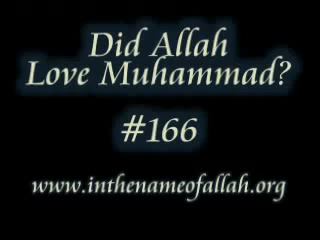 Did Allah
Love Muhammad?
#166
www.inthenameofallah.org